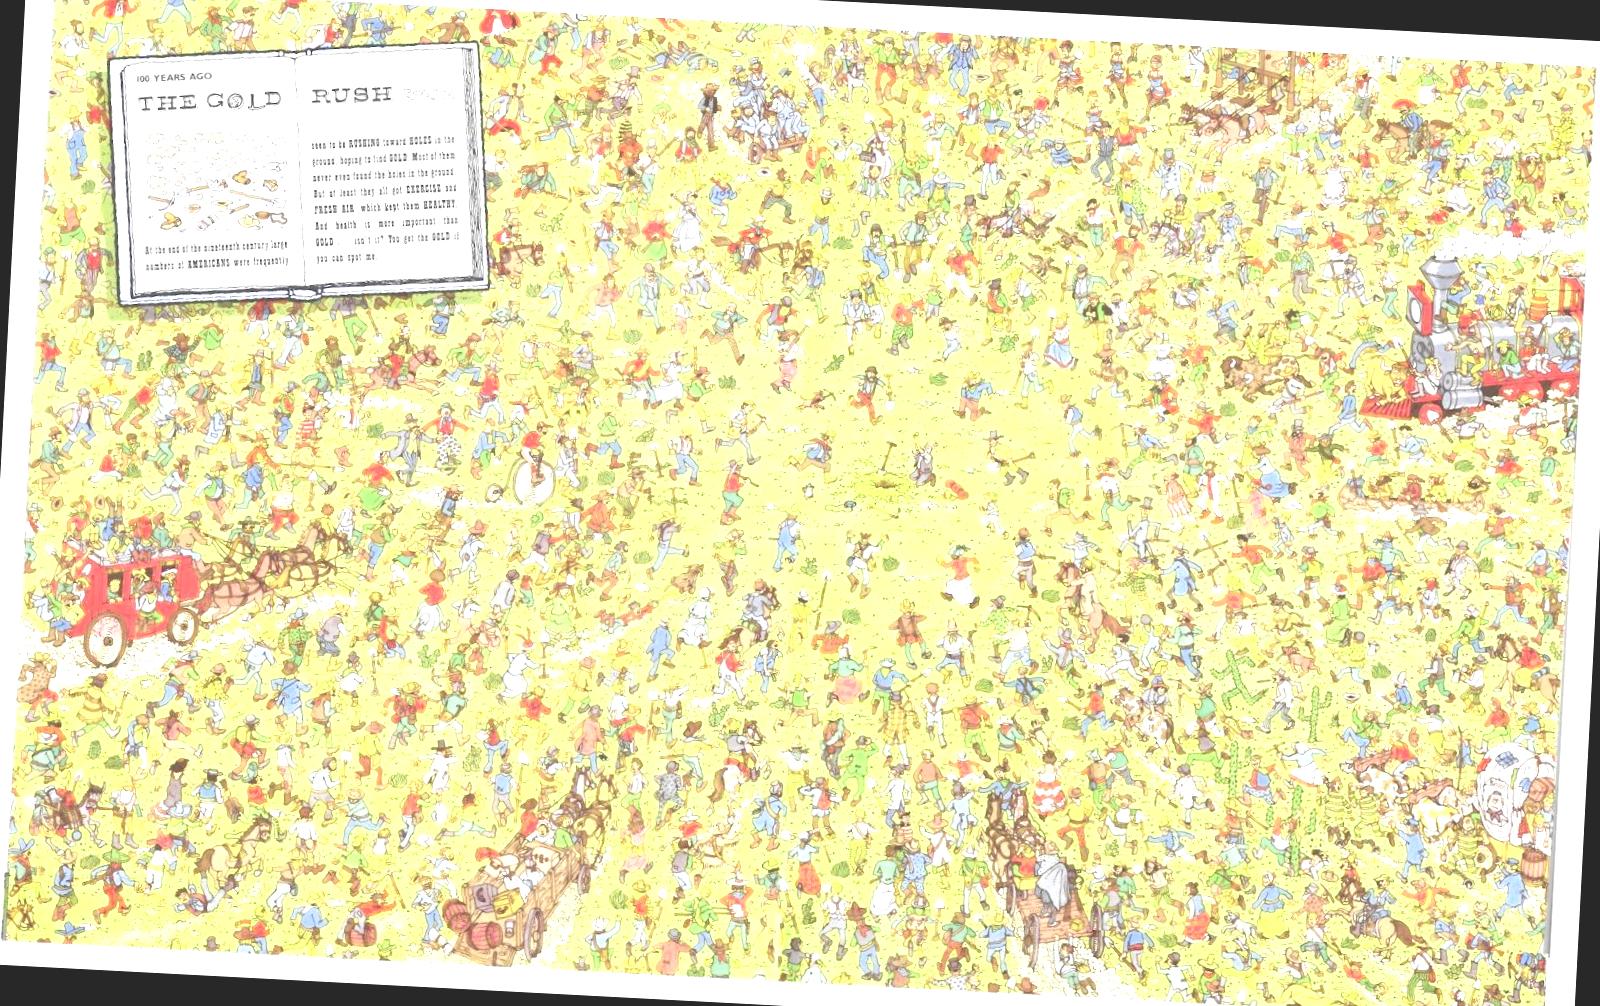 100 YEARS AGO
THE GOLD RUSH
At the end of the nineteenth century large
numbers of AMERICANS were frequently
seen to be RUSHING toward HOLES in the
ground, hoping to find GOLD. Most of them
never even found the holes in the ground.
But at least they all got EXERCISE and
FRESH AIR, which kept them HEALTHY.
And health is more important than
GOLD . isn't it? You get the GOLD if
you can spot me.